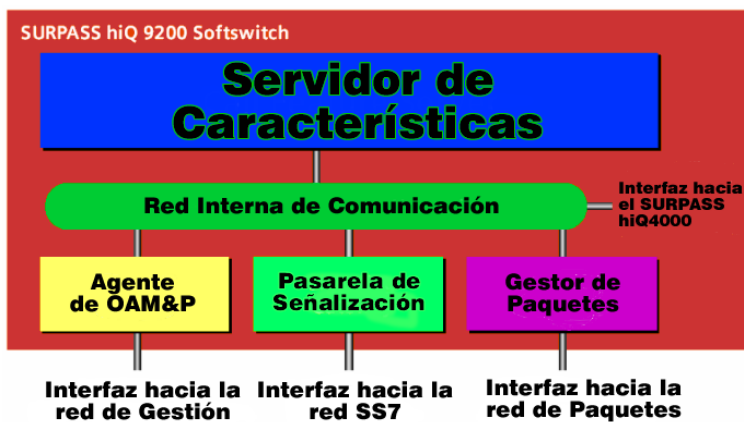 SURPASS hiQ 9200 Softswitch
Servidor de
Características
Red Interna de Comunicación
Interfaz hacia
el SURPASS
hiQ4000
Agente
de OAM&P
Pasarela de
Señalización
Gestor de
Paquetes
Interfaz hacia la
red de Gestión
Interfaz hacia la
red SS7
Interfaz hacia la
red de Paquetes